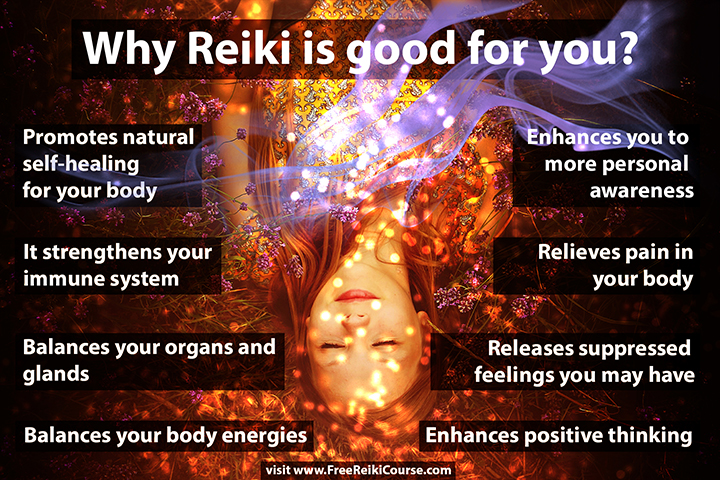 Why Reiki is good for you?
Promotes natural
self-healing
for your body
It strengthens your
immune system
Balances your organs and
glands
Balances your body energies
Enhances you to
more personal
awareness
Relieves pain in
your body
Releases suppressed
feelings you may have
Enhances positive thinking
visit www.FreeReikiCourse.com